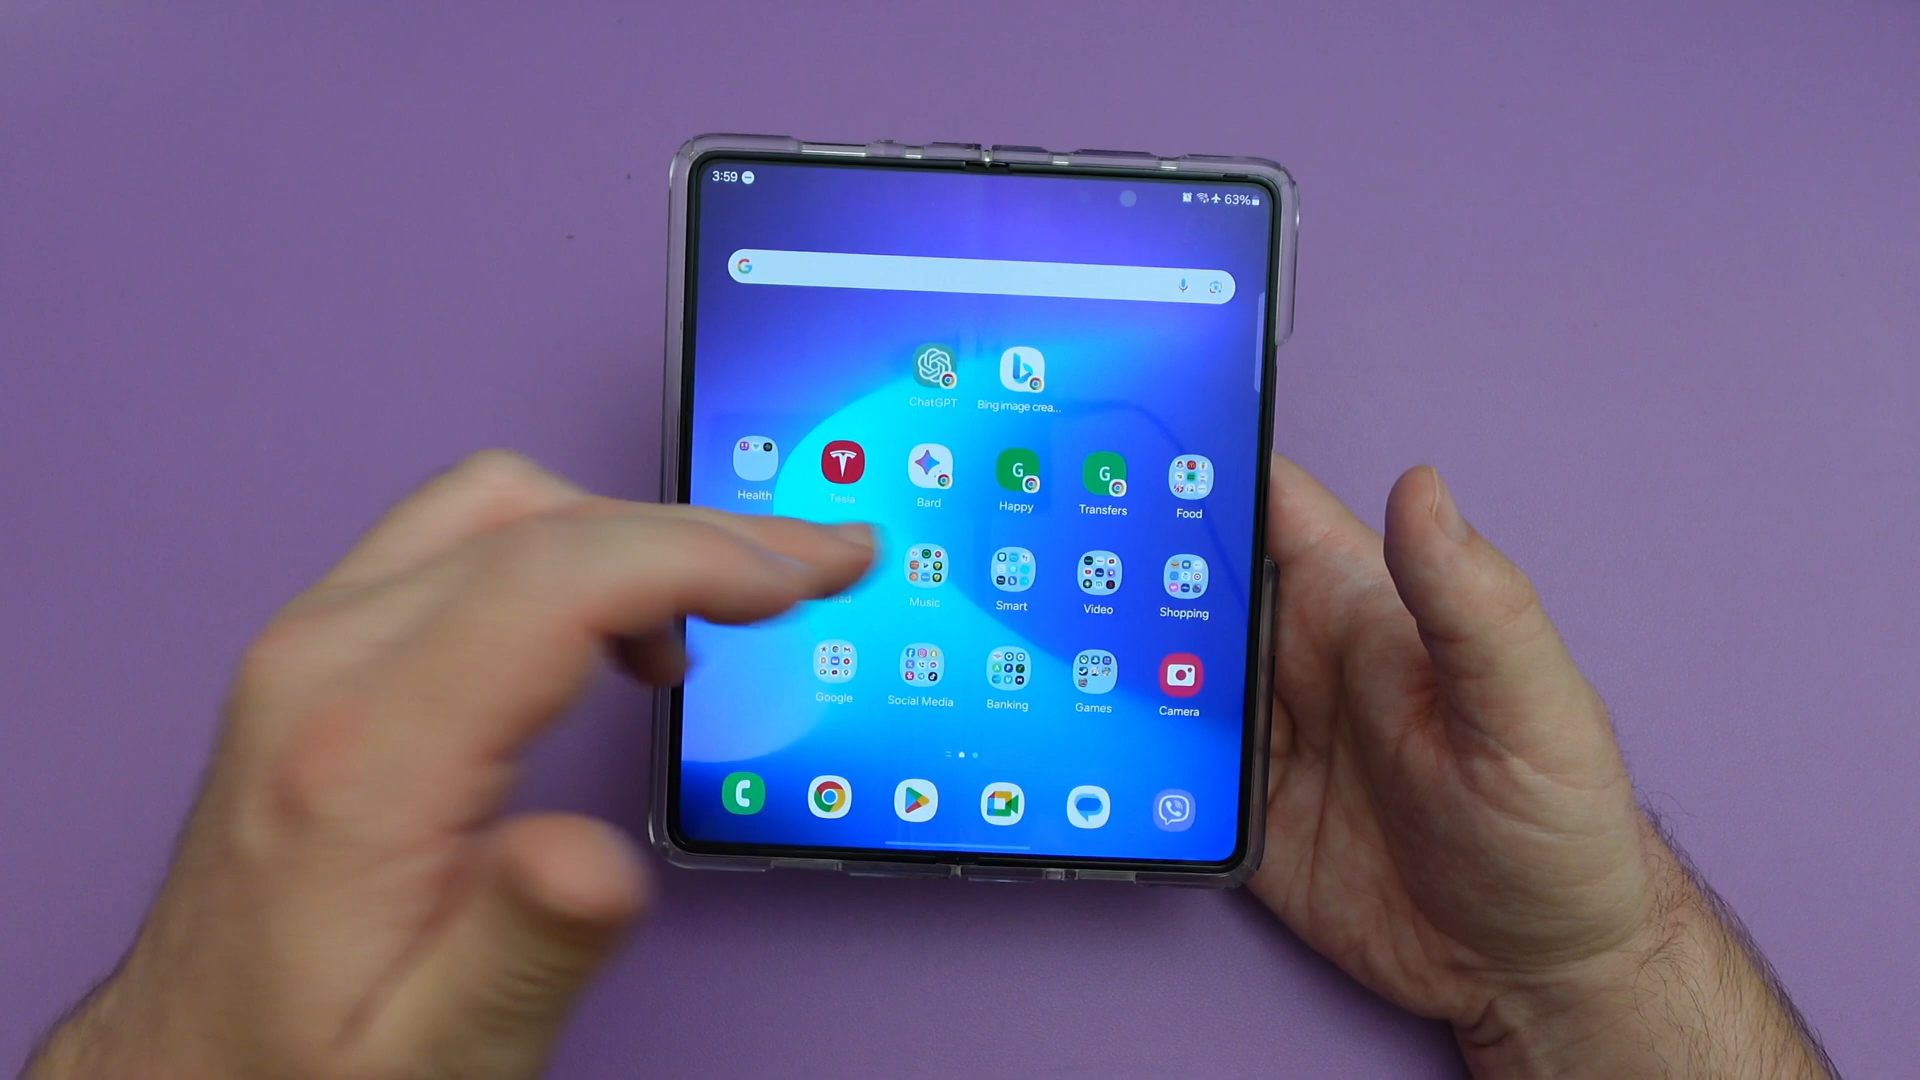 3:59
63%
ChatGPT
Bing image crea...
Health
Tesla
Bard
G
Happy
G
Transfers
Food
Music
Smart
Video
Shopping
Google
Social Media
Banking
Games
Camera